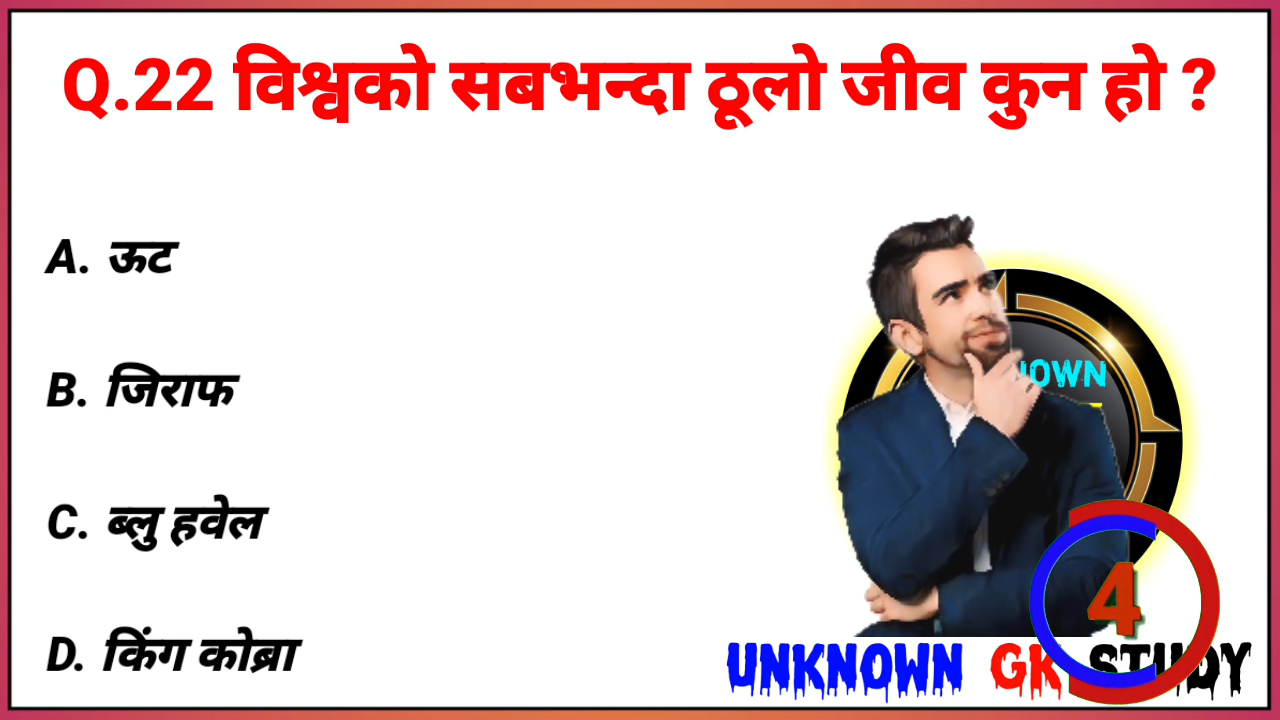 Q.22 विश्वको सबभन्दा ठूलो जीव कुन हो ?
A. ऊट
B. जिराफ
C. ब्लु हवेल
D. किंग कोब्रा
4
UNKNOWN GK STUDY